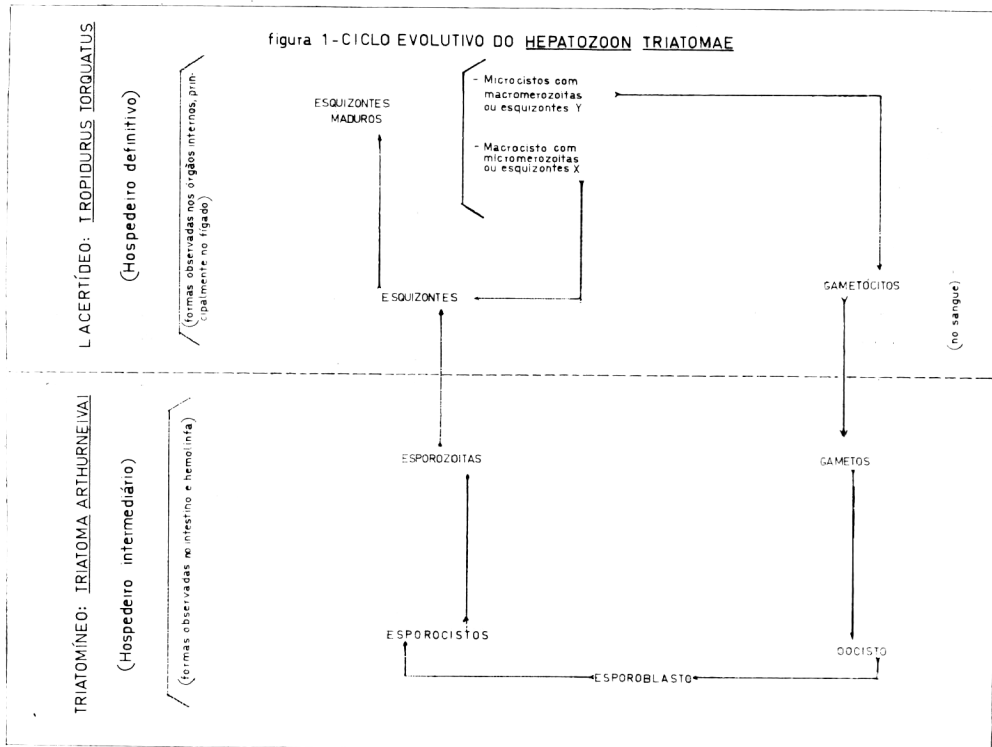 figura 1-CICLO EVOLUTIVO DO HEPATOZOON TRIATOMAE
LACERTÍDEO: TROPIDURUS TORQUATUS
(Hospedeiro definitivo)
(formas observadas nos órgãos internos, prin-
cipalmente no fígado)
ESQUIZONTES
MADUROS
- Microcistos com
macromerozoitas
ou esquizontes Y
- Macrocisto com
micromerozoitas
ou esquizontes X
ESQUIZONTES
GAMETÓCITOS
(no sangue)
TRIATOMÍNEO: TRIATOMA ARTHURNEIVAI
(Hospedeiro intermediário)
(formas observadas no intestino e hemolinfa)
ESPOROZOITAS
GAMETOS
ESPOROCISTOS
OOCISTO
ESPOROBLASTO